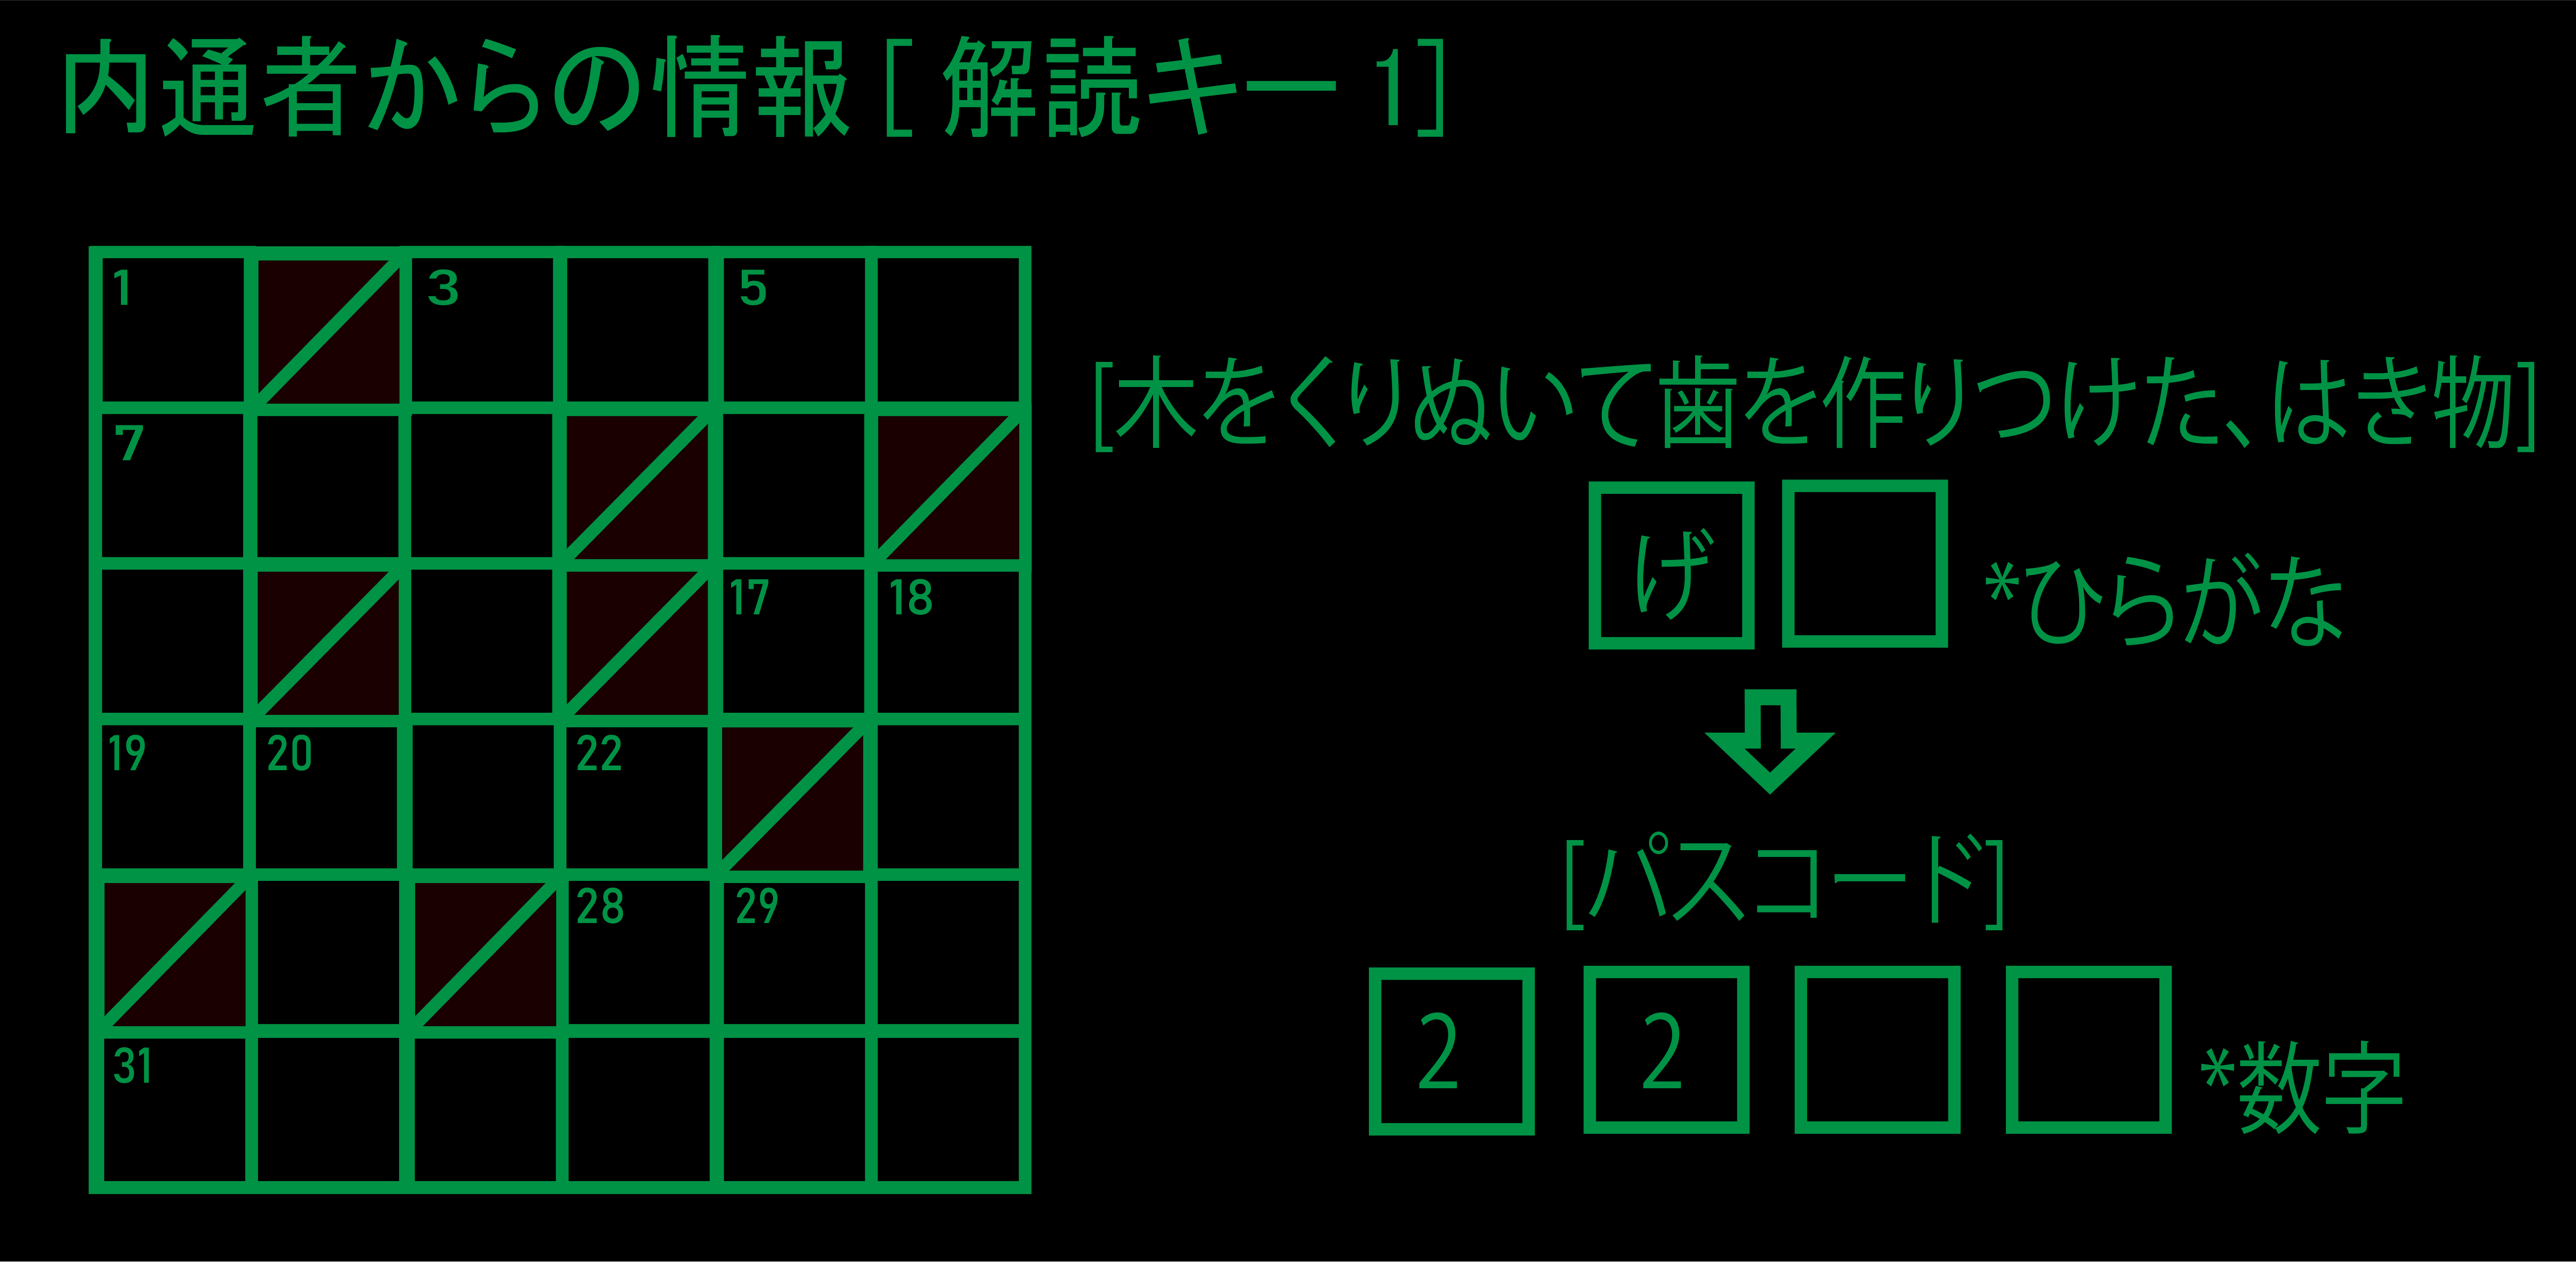 内通者からの情報[ 解読キー 1]
1 3 5
7
17 18
19 20 22
28 29
31
[木をくりぬいて歯を作りつけた、はき物]
げ
*ひらがな
[パスコード]
2 2
*数字